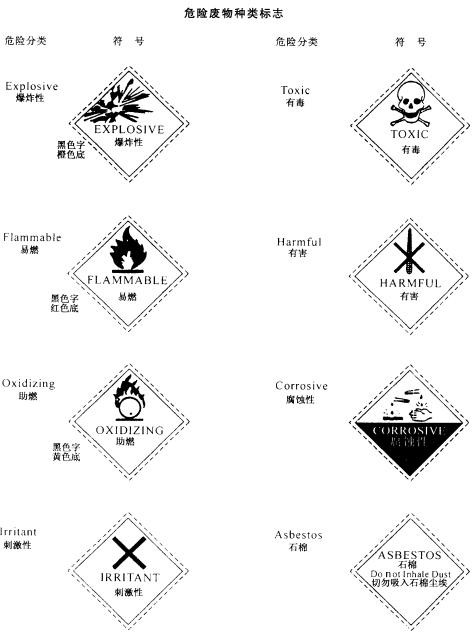 危险废物种类标志
危险分类 符 号 危险分类 符 号
Explosive
爆炸性
EXPLOSIVE
爆炸性
黑色字
橙色底
Toxic
有毒
TOXIC
有毒
Flammable
易燃
FLAMMABLE
易燃
黑色字
红色底
Harmful
有害
HARMFUL
有害
Oxidizing
助燃
OXIDIZING
助燃
黑色字
黄色底
Corrosive
腐蚀性
CORROSIVE
腐蚀性
Irritant
刺激性
IRRITANT
刺激性
Asbestos
石棉
ASBESTOS
石棉
Do not Inhale Dust
切勿吸入石棉尘埃